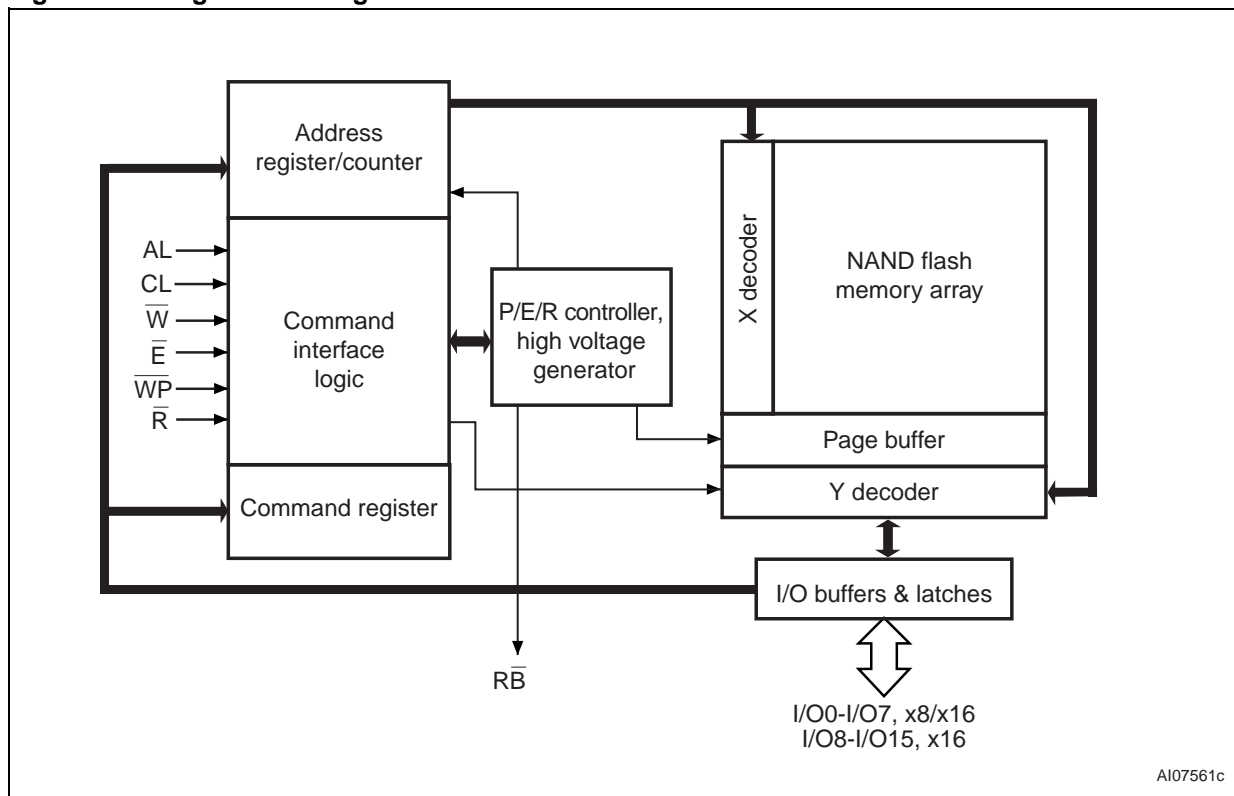 Address
register/counter
AL
CL
W̅
E̅
W̅P̅
R̅
Command
interface
logic
Command register
P/E/R controller,
high voltage
generator
RB̅
X decoder
NAND flash
memory array
Page buffer
Y decoder
I/O buffers & latches
I/O0-I/O7, x8/x16
I/O8-I/O15, x16
AI07561c